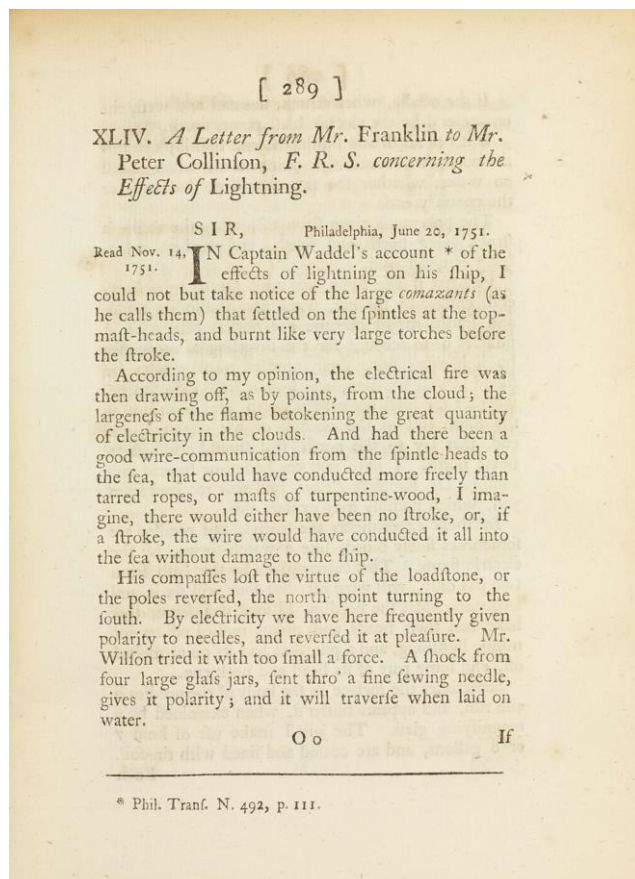 [ 289 ]
XLIV. A Letter from Mr. Franklin to Mr.
Peter Collinſon, F. R. S. concerning the
Effects of Lightning.
SIR, Philadelphia, June 20, 1751.
Read Nov. 14, 1751. IN Captain Waddel's account * of the
effects of lightning on his ſhip, I
could not but take notice of the large comazants (as
he calls them) that ſettled on the ſpintles at the top-
maſt-heads, and burnt like very large torches before
the ſtroke.
According to my opinion, the electrical fire was
then drawing off, as by points, from the cloud; the
largeneſs of the flame betokening the great quantity
of electricity in the clouds. And had there been a
good wire-communication from the ſpintle-heads to
the ſea, that could have conducted more freely than
tarred ropes, or maſts of turpentine-wood, I ima-
gine, there would either have been no ſtroke, or, if
a ſtroke, the wire would have conducted it all into
the ſea without damage to the ſhip.
His compaſſes loſt the virtue of the loadſtone, or
the poles reverſed, the north point turning to the
ſouth. By electricity we have here frequently given
polarity to needles, and reverſed it at pleaſure. Mr.
Wilſon tried it with too ſmall a force. A ſhock from
four large glaſs jars, ſent thro' a fine ſewing needle,
gives it polarity; and it will traverſe when laid on
water.
O o If
* Phil. Tranſ. N. 492, p. 111.